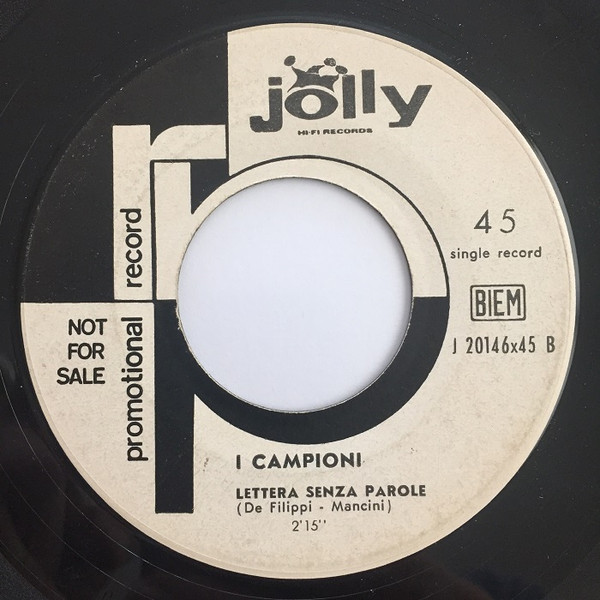 jolly
HI-FI RECORDS
45
single record
BIEM
J 20146x45 B
rp
promotional record
NOT
FOR
SALE
I CAMPIONI
LETTERA SENZA PAROLE
(De Filippi - Mancini)
2'15''